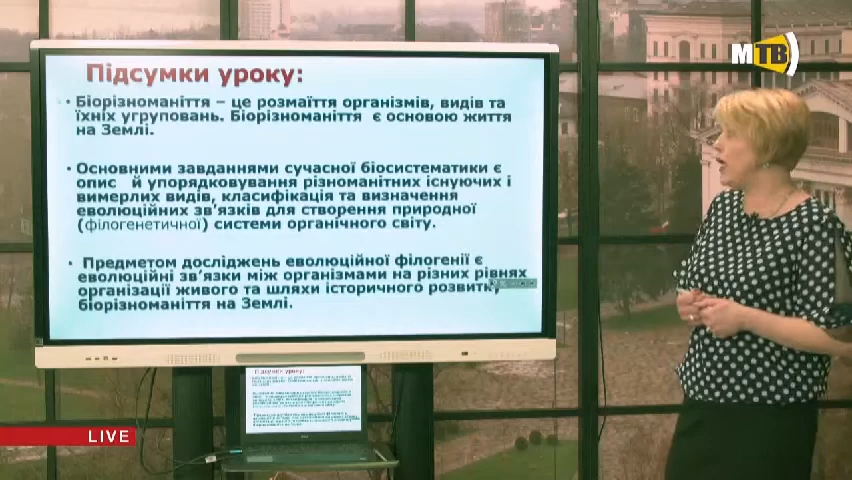 МТВ
Підсумки уроку:
• Біорізноманіття – це розмаїття організмів, видів та
їхніх угруповань. Біорізноманіття є основою життя
на Землі.
• Основними завданнями сучасної біосистематики є
опис й упорядковування різноманітних існуючих і
вимерлих видів, класифікація та визначення
еволюційних зв’язків для створення природної
(філогенетичної) системи органічного світу.
• Предметом досліджень еволюційної філогенії є
еволюційні зв’язки між організмами на різних рівнях
організації живого та шляхи історичного розвитку
біорізноманіття на Землі.
Підсумки уроку:
LIVE